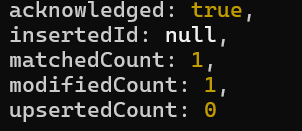 acknowledged: true,
insertedId: null,
matchedCount: 1,
modifiedCount: 1,
upsertedCount: 0